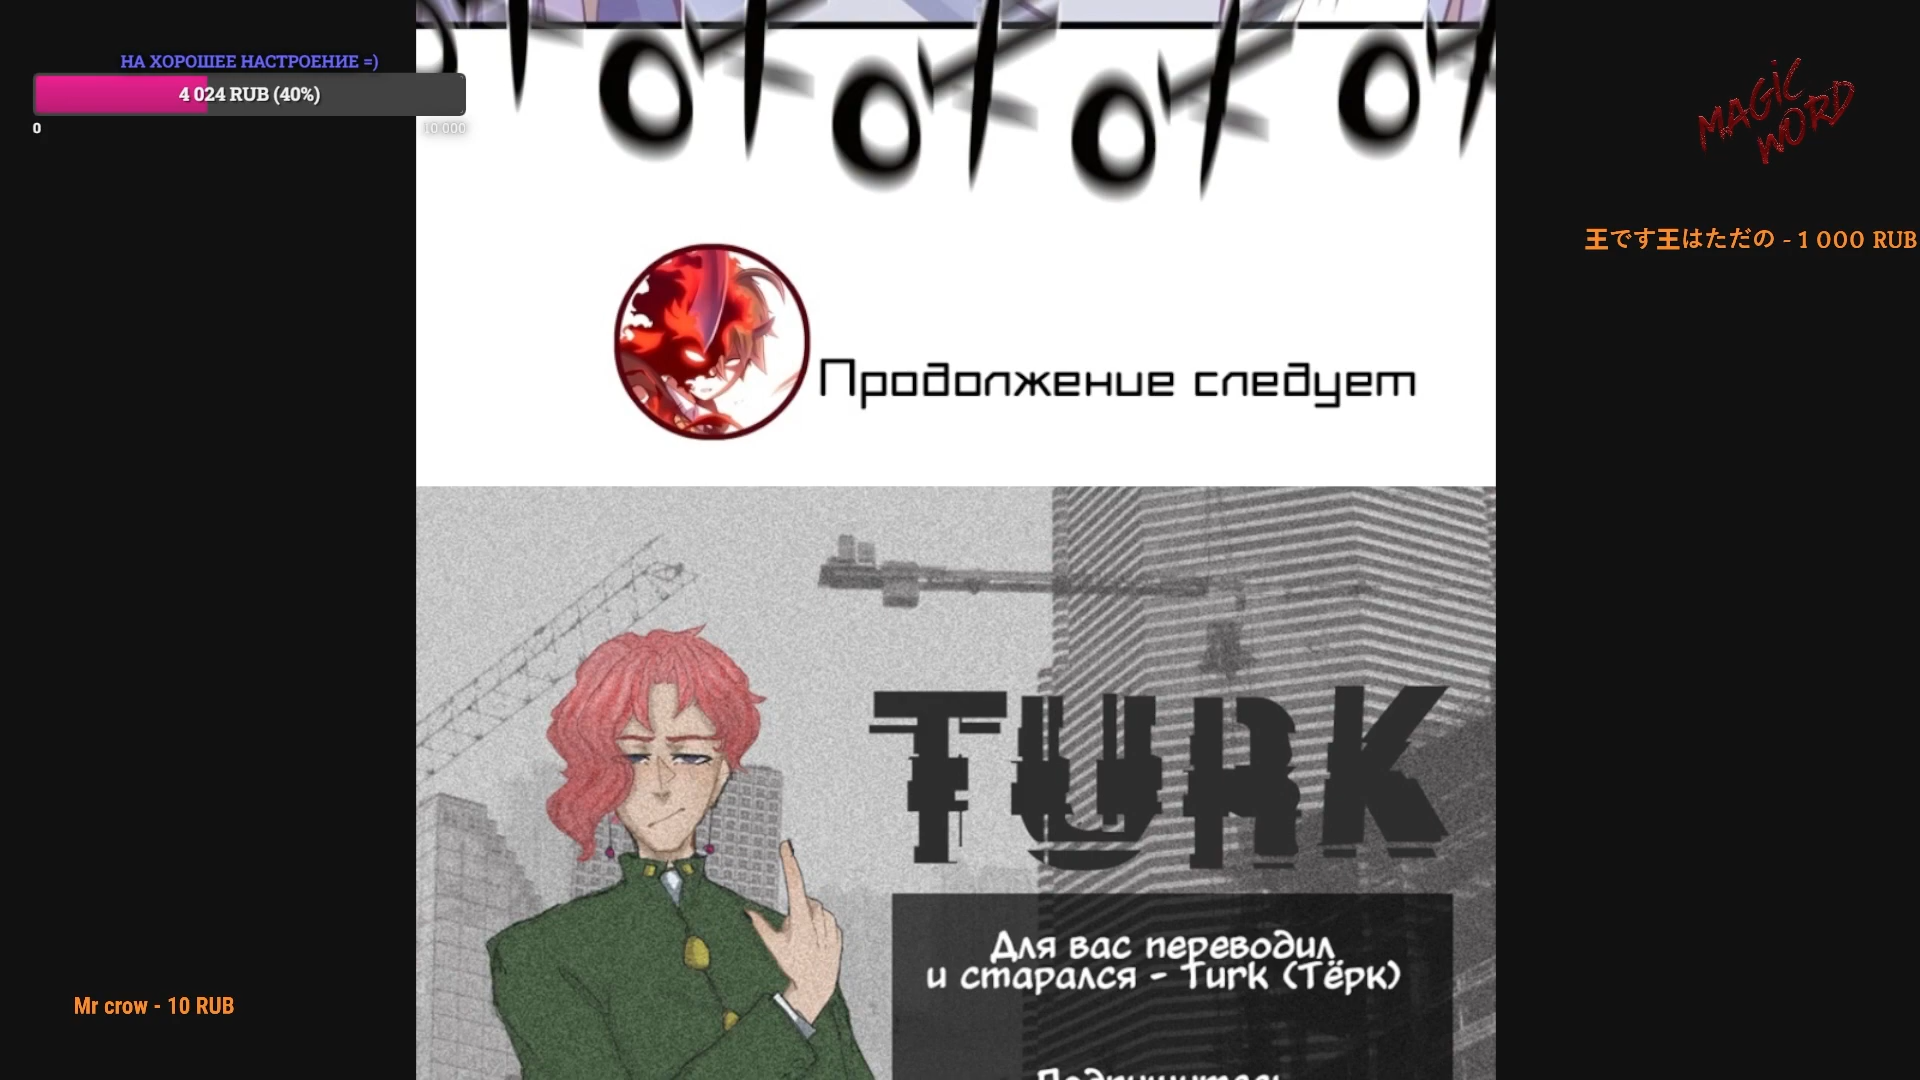 НА ХОРОШЕЕ НАСТРОЕНИЕ =)
4 024 RUB (40%)
0
10 000
MAGIC
WORD
王です王はただの - 1 000 RUB
Продолжение следует
TURK
Для вас переводил
и старался - Turk (Тёрк)
Mr crow - 10 RUB